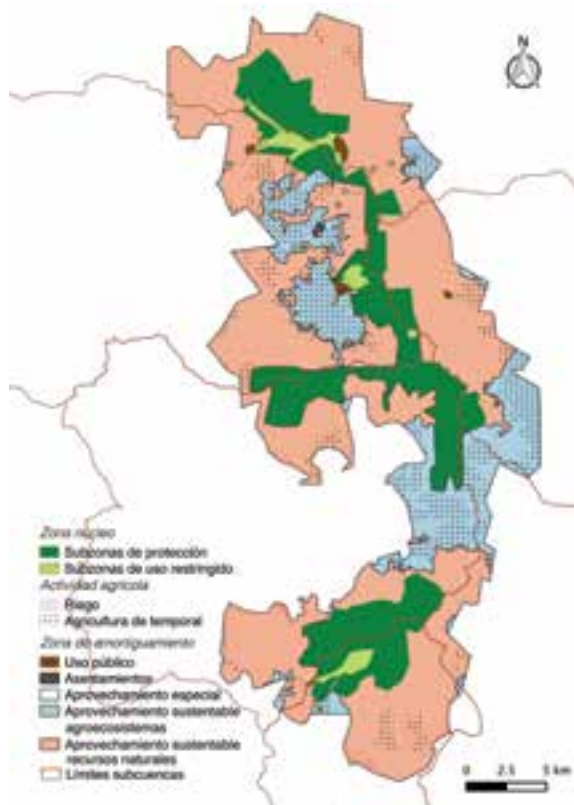 N
Zona núcleo
Subzonas de protección
Subzonas de uso restringido
Actividad agrícola
Riego
Agricultura de temporal
Zona de amortiguamiento
Uso público
Asentamientos
Aprovechamiento especial
Aprovechamiento sustentable
agroecosistemas
Aprovechamiento sustentable
recursos naturales
Límites subcuencas
0 2.5 5 km